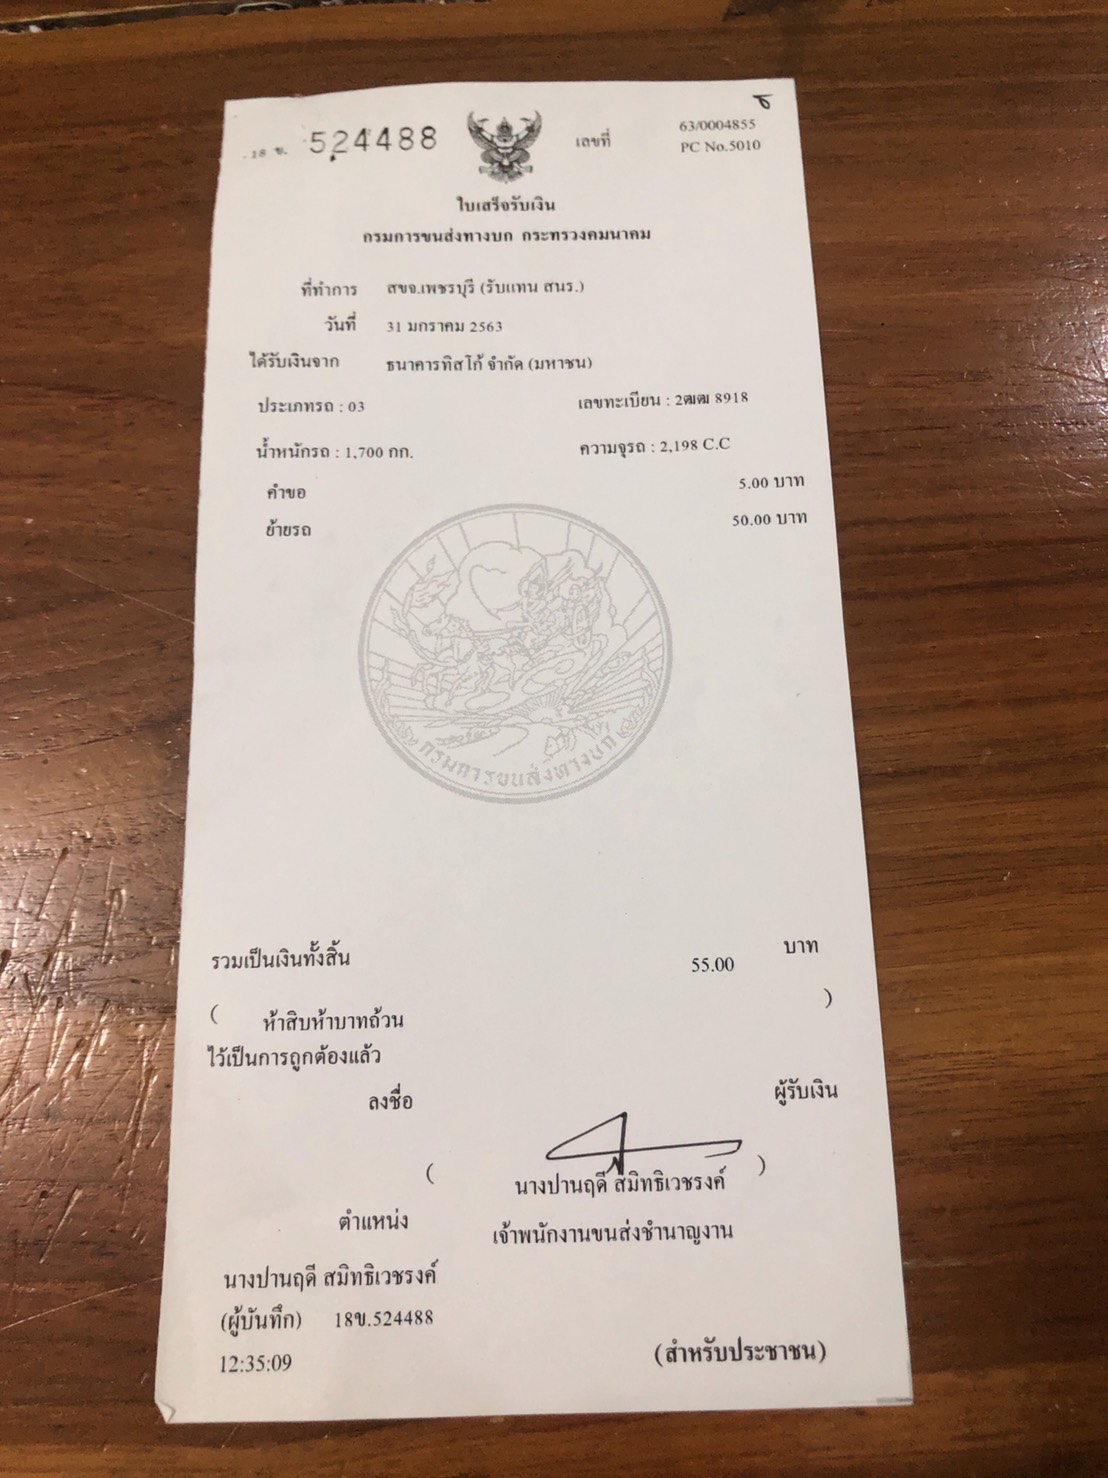 18 ข. 524488 เลขที่ 63/0004855
PC No.5010
ใบเสร็จรับเงิน
กรมการขนส่งทางบก กระทรวงคมนาคม
ที่ทำการ สขจ.เพชรบุรี (รับแทน สนร.)
วันที่ 31 มกราคม 2563
ได้รับเงินจาก ธนาคารทิสโก้ จำกัด (มหาชน)
ประเภทรถ : 03 เลขทะเบียน : 2ฒฒ 8918
น้ำหนักรถ : 1,700 กก. ความจุรถ : 2,198 C.C
คำขอ 5.00 บาท
ย้ายรถ 50.00 บาท
กรมการขนส่งทางบก
รวมเป็นเงินทั้งสิ้น 55.00 บาท
( ห้าสิบห้าบาทถ้วน )
ไว้เป็นการถูกต้องแล้ว
ลงชื่อ ผู้รับเงิน
( นางปานฤดี สมิทธิเวชรงค์ )
ตำแหน่ง เจ้าพนักงานขนส่งชำนาญงาน
นางปานฤดี สมิทธิเวชรงค์
(ผู้บันทึก) 18ข.524488
12:35:09 (สำหรับประชาชน)